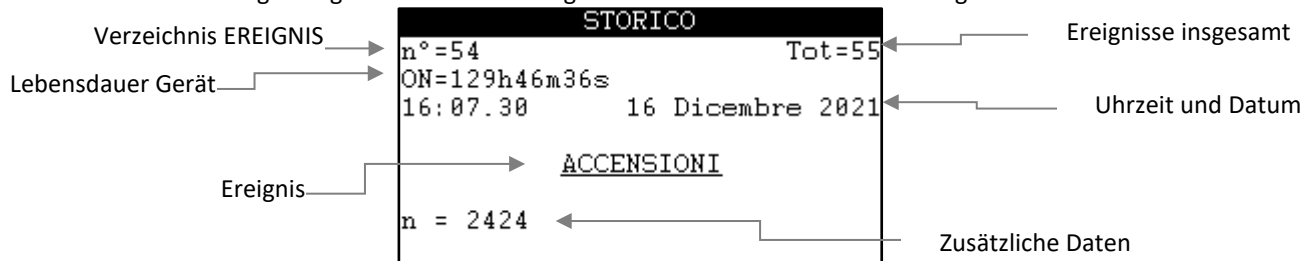 STORICO
Verzeichnis EREIGNIS
n°=54 Tot=55
Ereignisse insgesamt
Lebensdauer Gerät
ON=129h46m36s
16:07.30 16 Dicembre 2021
Uhrzeit und Datum
ACCENSIONI
Ereignis
n = 2424
Zusätzliche Daten